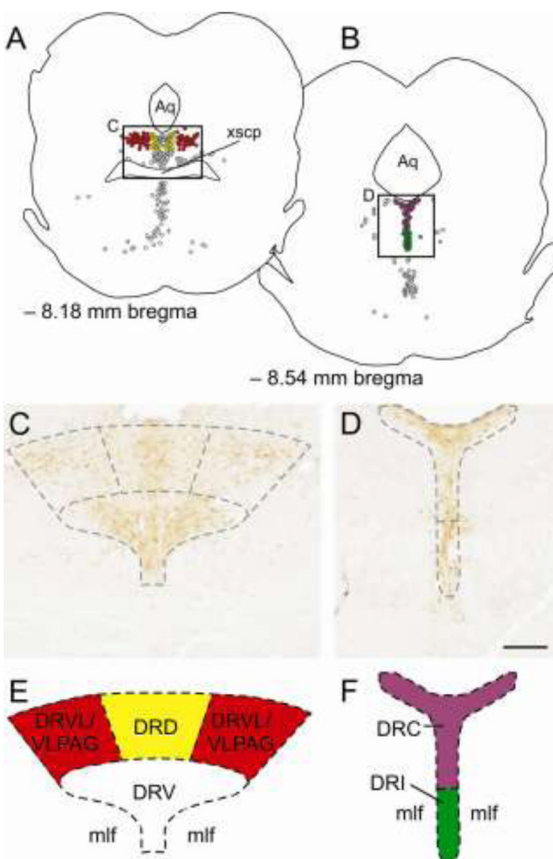 A
B
Aq
C
xscp
Aq
D
– 8.18 mm bregma
– 8.54 mm bregma
C
D
E
F
DRVL/
VLPAG
DRD
DRVL/
VLPAG
DRC
DRV
DRI
mlf
mlf
mlf
mlf